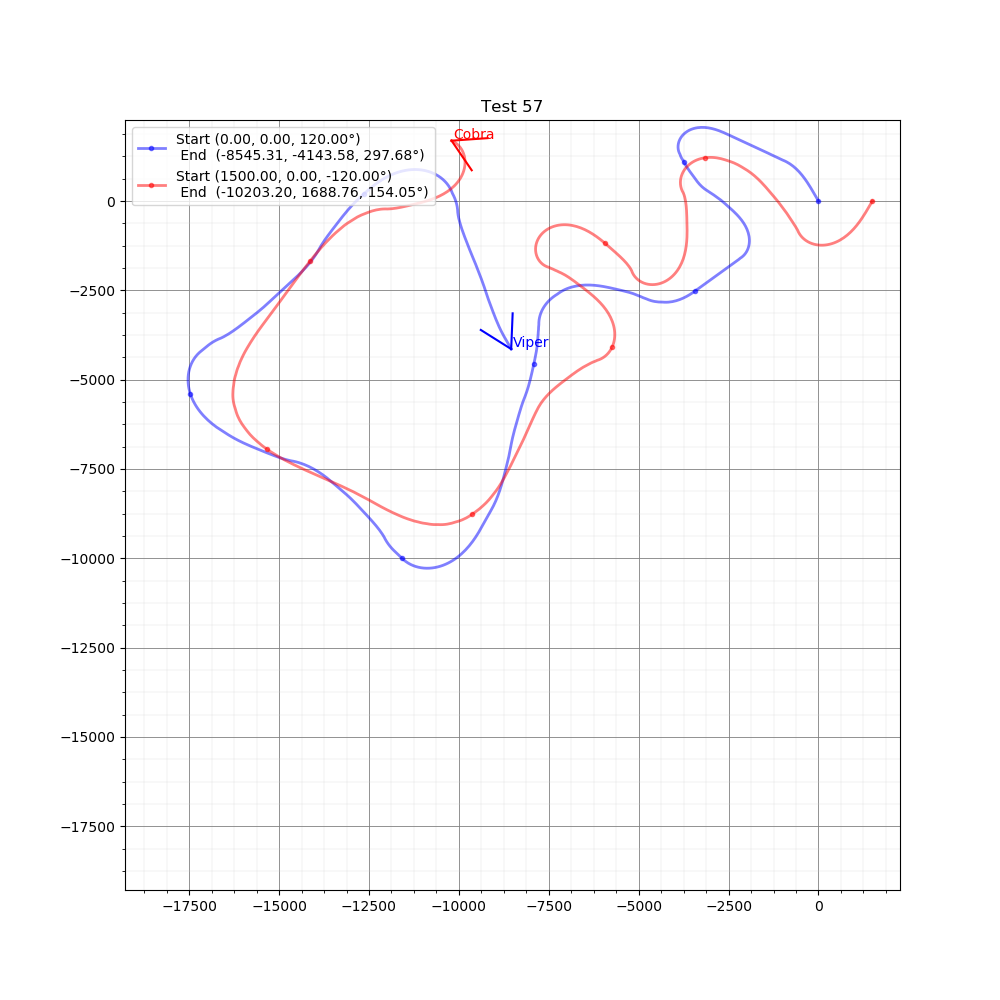 Test 57
Start (0.00, 0.00, 120.00°)
End (-8545.31, -4143.58, 297.68°)
Start (1500.00, 0.00, -120.00°)
End (-10203.20, 1688.76, 154.05°)
Cobra
Viper
0
−2500
−5000
−7500
−10000
−12500
−15000
−17500
−17500 −15000 −12500 −10000 −7500 −5000 −2500 0